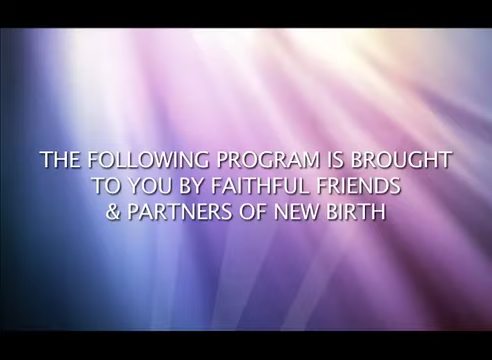 THE FOLLOWING PROGRAM IS BROUGHT
TO YOU BY FAITHFUL FRIENDS
& PARTNERS OF NEW BIRTH